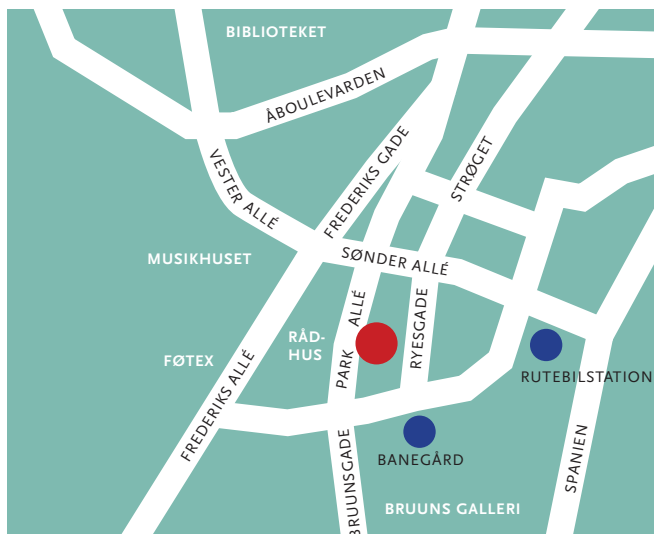 BIBLIOTEKET
ÅBOULEVARDEN
FREDERIKS GADE
STRØGET
VESTER ALLÉ
MUSIKHUSET
SØNDER ALLÉ
PARK ALLÉ
RYESGADE
RÅD-
HUS
FØTEX
FREDERIKS ALLÉ
RUTEBILSTATION
BANEGÅRD
BRUUNSGADE
SPANIEN
BRUUNS GALLERI